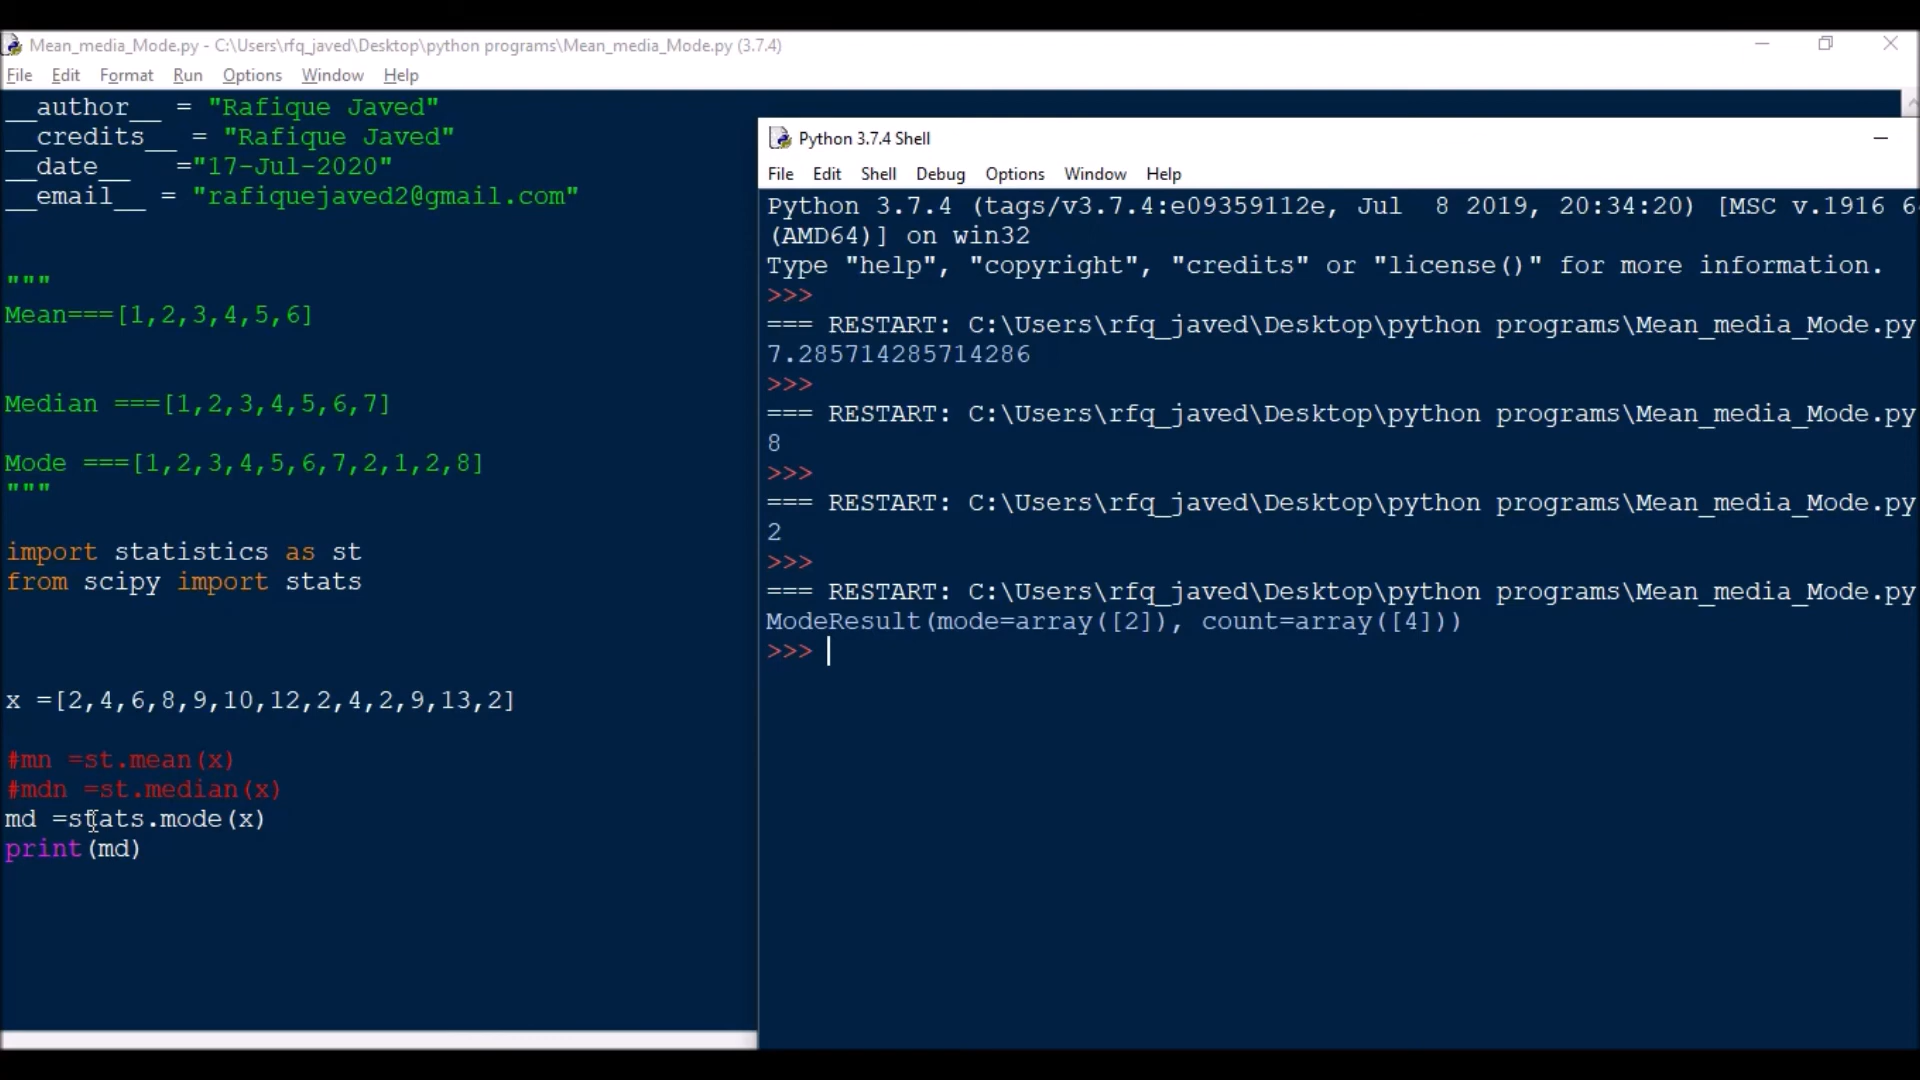 Mean_media_Mode.py - C:\Users\rfq_javed\Desktop\python programs\Mean_media_Mode.py (3.7.4)
File Edit Format Run Options Window Help
__author__ = "Rafique Javed"
__credits__ = "Rafique Javed"
__date__   ="17-Jul-2020"
__email__ = "rafiquejaved2@gmail.com"
"""
Mean===[1,2,3,4,5,6]
Median ===[1,2,3,4,5,6,7]
Mode ===[1,2,3,4,5,6,7,2,1,2,8]
"""
import statistics as st
from scipy import stats
x =[2,4,6,8,9,10,12,2,4,2,9,13,2]
#mn =st.mean(x)
#mdn =st.median(x)
md =stats.mode(x)
print(md)
Python 3.7.4 Shell
File Edit Shell Debug Options Window Help
Python 3.7.4 (tags/v3.7.4:e09359112e, Jul  8 2019, 20:34:20) [MSC v.1916 6
(AMD64)] on win32
Type "help", "copyright", "credits" or "license()" for more information.
>>>
=== RESTART: C:\Users\rfq_javed\Desktop\python programs\Mean_media_Mode.py
7.285714285714286
>>>
=== RESTART: C:\Users\rfq_javed\Desktop\python programs\Mean_media_Mode.py
8
>>>
=== RESTART: C:\Users\rfq_javed\Desktop\python programs\Mean_media_Mode.py
2
>>>
=== RESTART: C:\Users\rfq_javed\Desktop\python programs\Mean_media_Mode.py
ModeResult(mode=array([2]), count=array([4]))
>>>